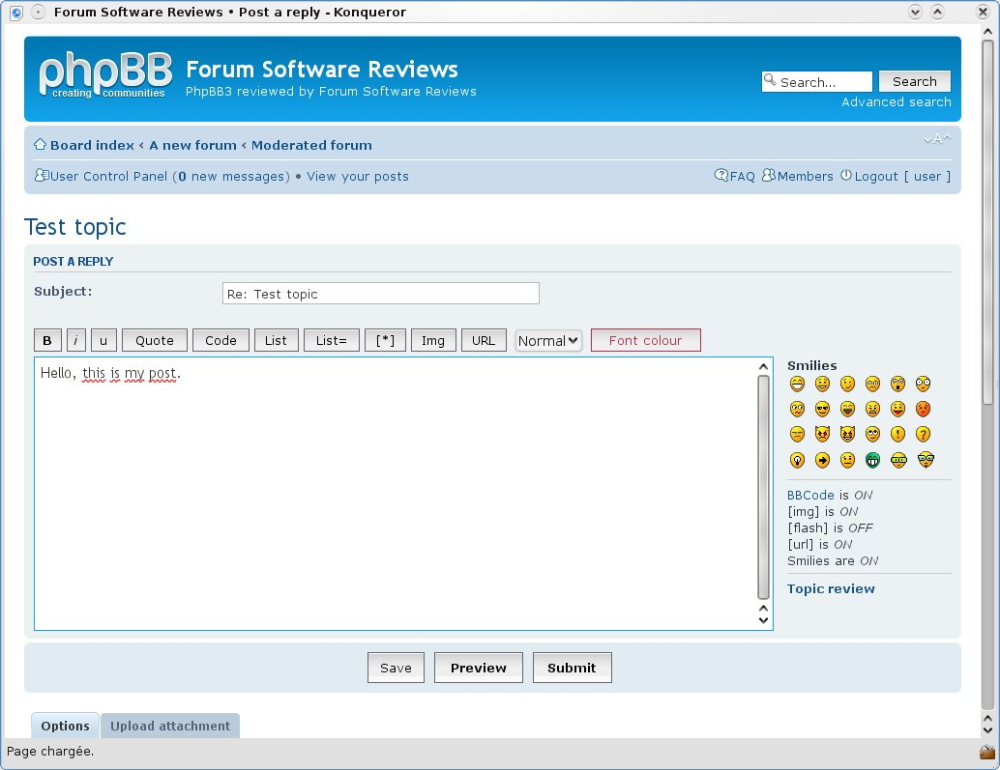 Forum Software Reviews • Post a reply - Konqueror
phpBB
creating communities
Forum Software Reviews
PhpBB3 reviewed by Forum Software Reviews
Search...
Search
Advanced search
Board index ‹ A new forum ‹ Moderated forum
A
User Control Panel (0 new messages) • View your posts
FAQ Members Logout [ user ]
Test topic
POST A REPLY
Subject: Re: Test topic
B i u Quote Code List List= [*] Img URL Normal Font colour
Hello, this is my post.
Smilies
BBCode is ON
[img] is ON
[flash] is OFF
[url] is ON
Smilies are ON
Topic review
Save Preview Submit
Options Upload attachment
Page chargée.